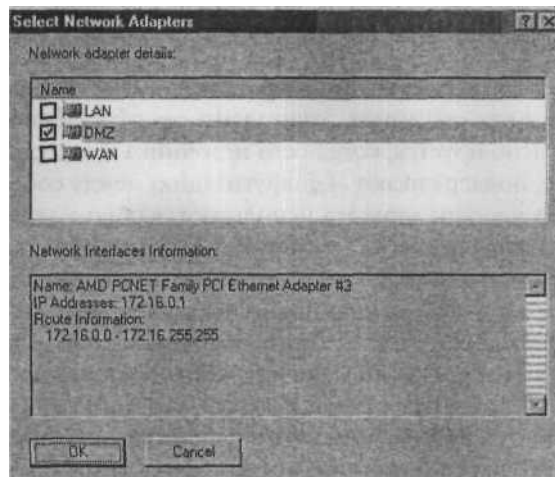 Select Network Adapters
Network adapter details:
Name
LAN
DMZ
WAN
Network Interfaces Information:
Name: AMD PCNET Family PCI Ethernet Adapter #3
IP Addresses: 172.16.0.1
Route Information:
172.16.0.0 - 172.16.255.255
OK
Cancel